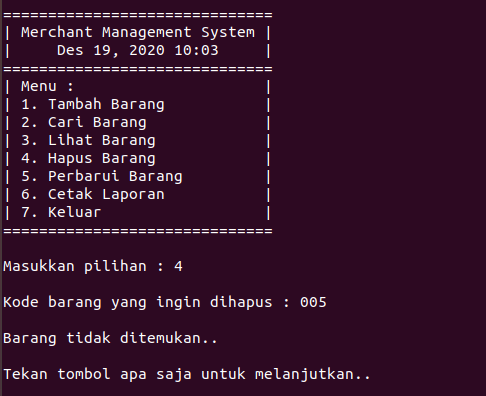 ==============================
| Merchant Management System |
|     Des 19, 2020 10:03     |
==============================
| Menu :                     |
| 1. Tambah Barang           |
| 2. Cari Barang             |
| 3. Lihat Barang            |
| 4. Hapus Barang            |
| 5. Perbarui Barang         |
| 6. Cetak Laporan           |
| 7. Keluar                  |
==============================
Masukkan pilihan : 4
Kode barang yang ingin dihapus : 005
Barang tidak ditemukan..
Tekan tombol apa saja untuk melanjutkan..